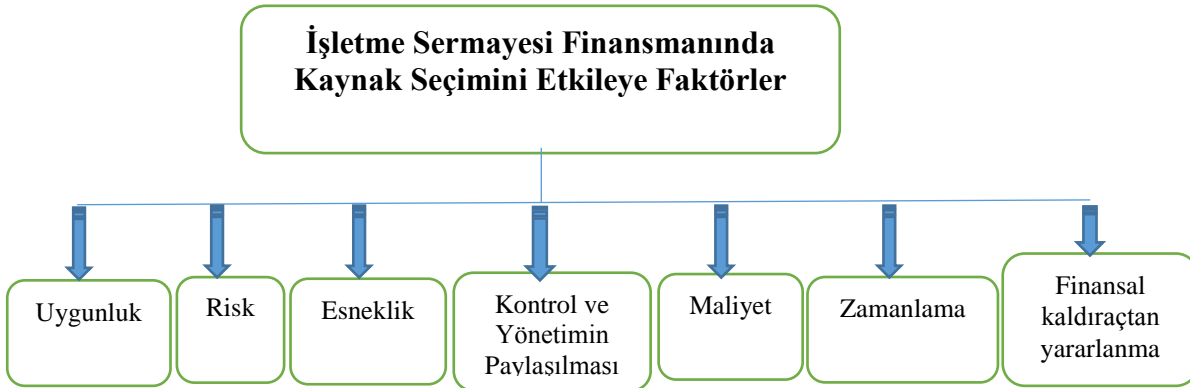 İşletme Sermayesi Finansmanında
Kaynak Seçimini Etkileye Faktörler
Uygunluk
Risk
Esneklik
Kontrol ve
Yönetimin
Paylaşılması
Maliyet
Zamanlama
Finansal
kaldıraçtan
yararlanma